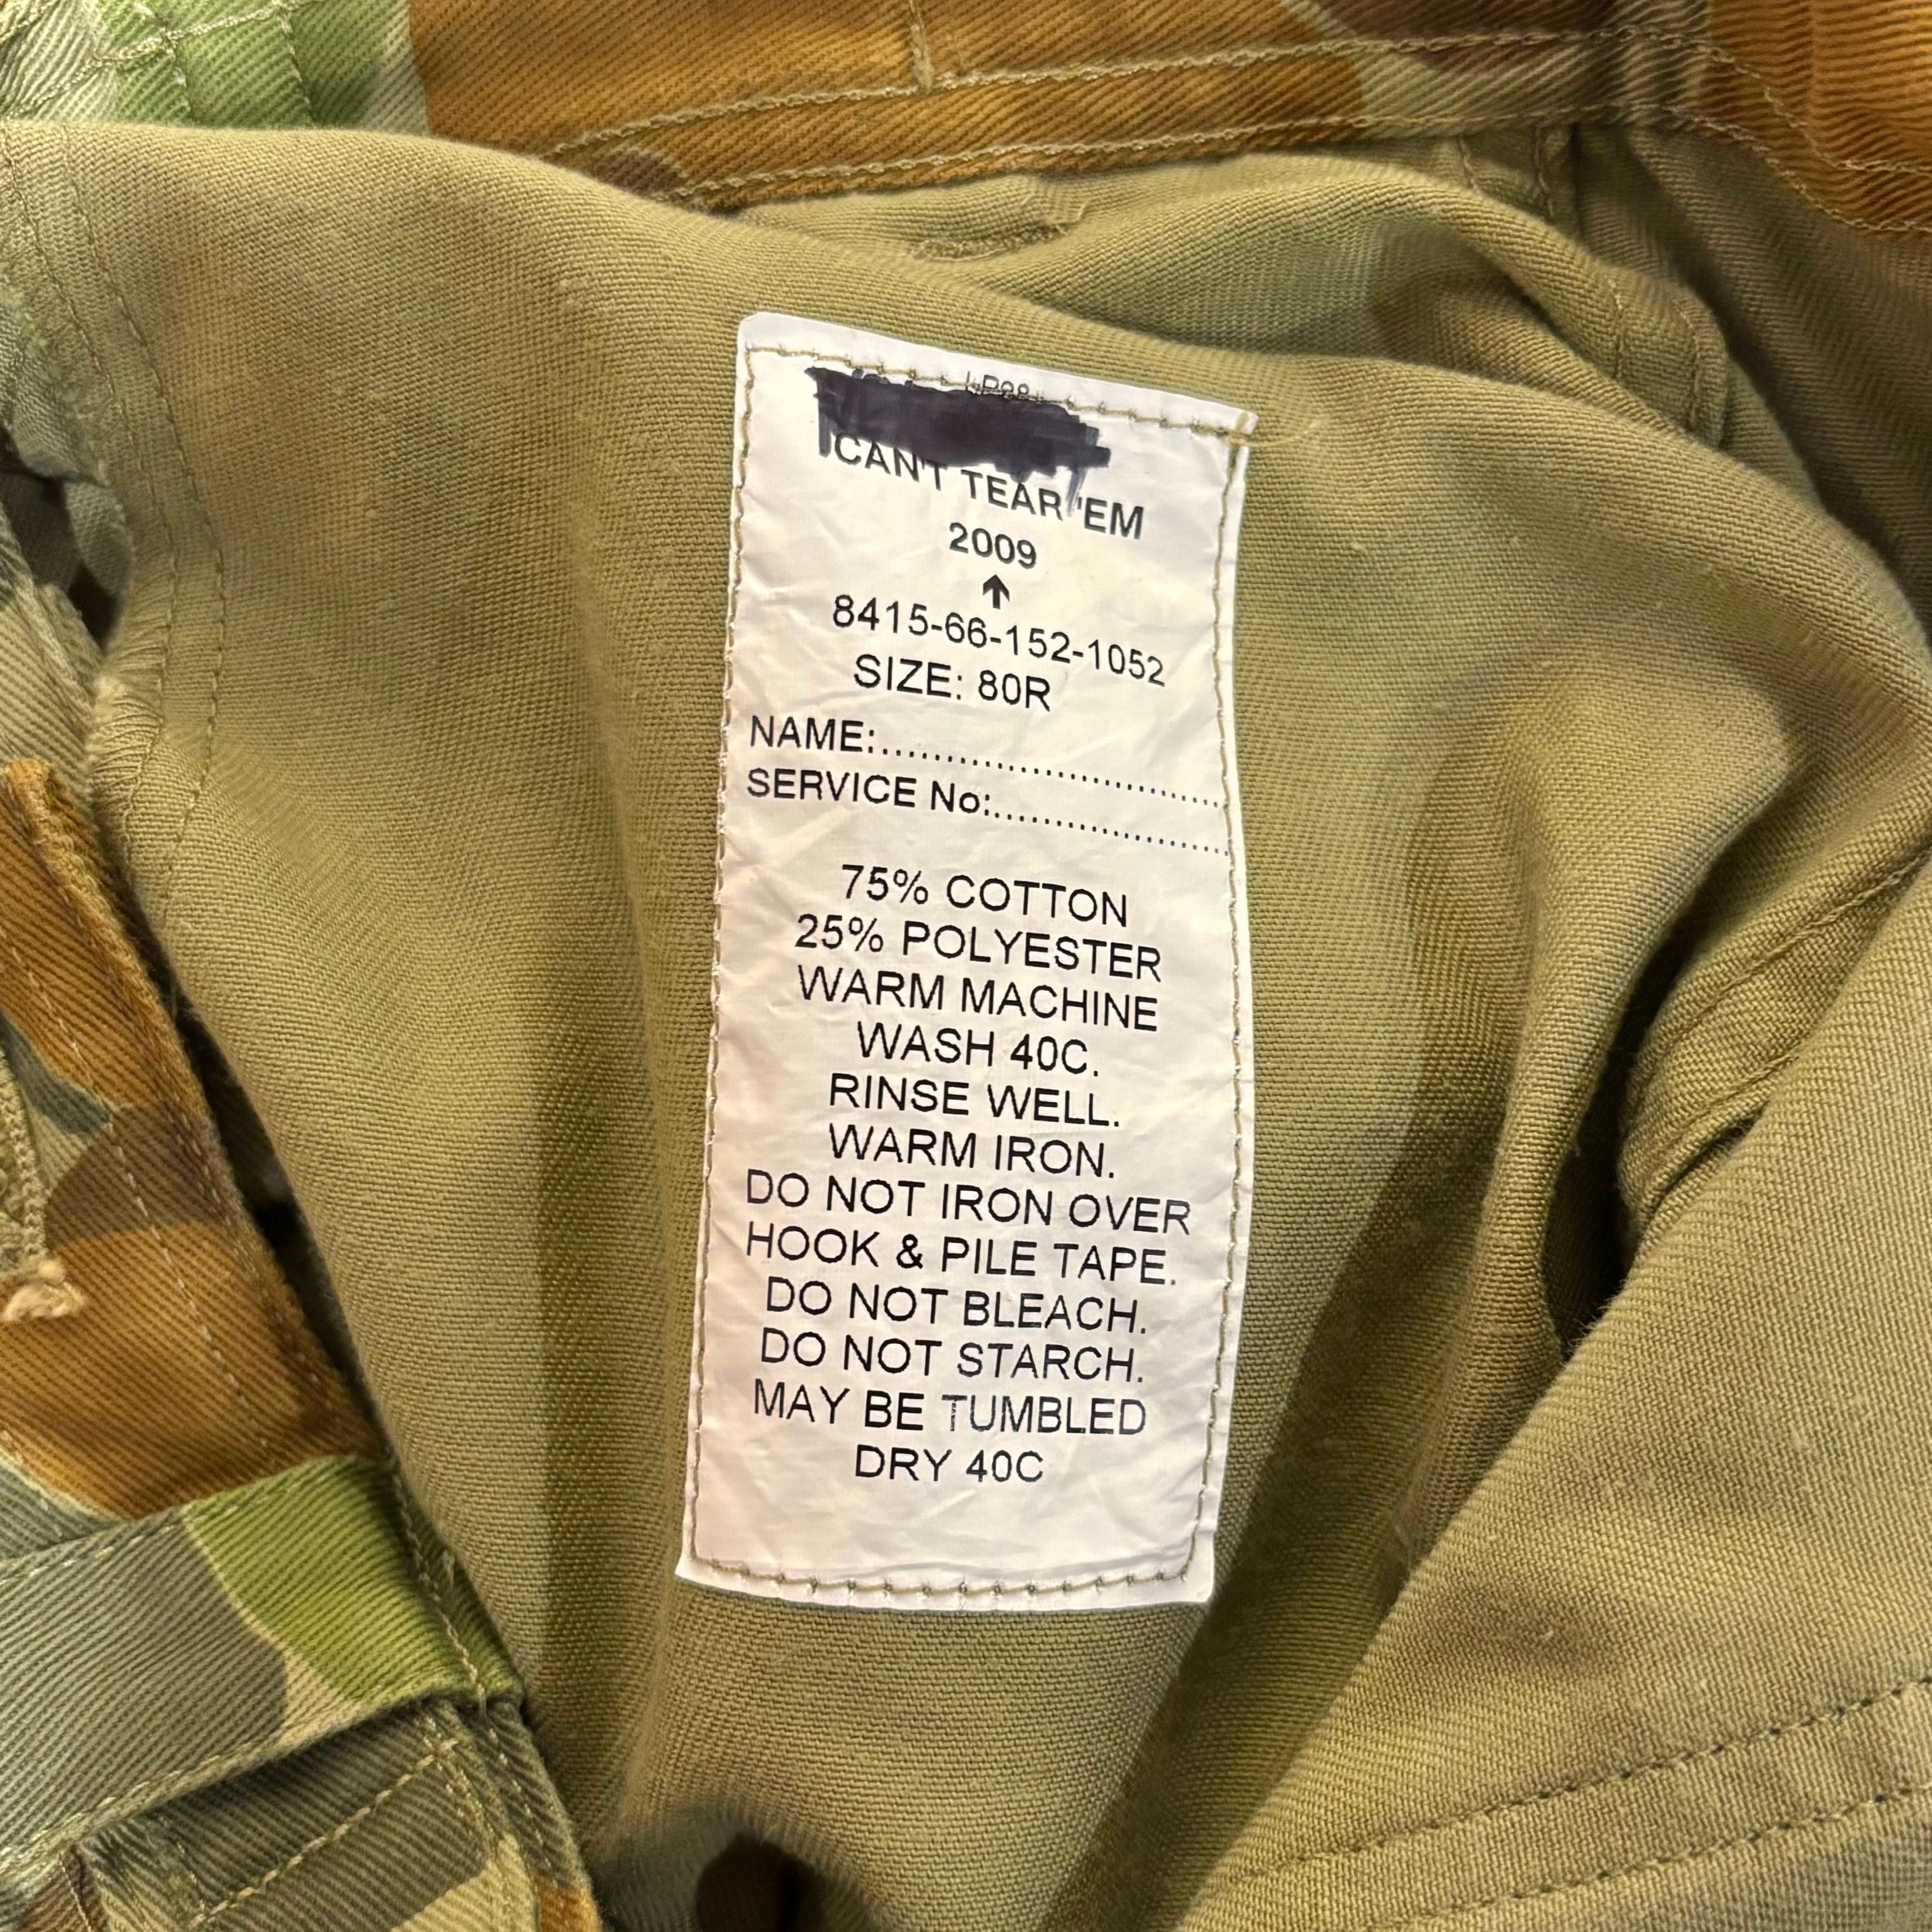 CAN'T TEAR 'EM
2009
8415-66-152-1052
SIZE: 80R
NAME:..............................
SERVICE No:....................
75% COTTON
25% POLYESTER
WARM MACHINE
WASH 40C.
RINSE WELL.
WARM IRON.
DO NOT IRON OVER
HOOK & PILE TAPE.
DO NOT BLEACH.
DO NOT STARCH.
MAY BE TUMBLED
DRY 40C